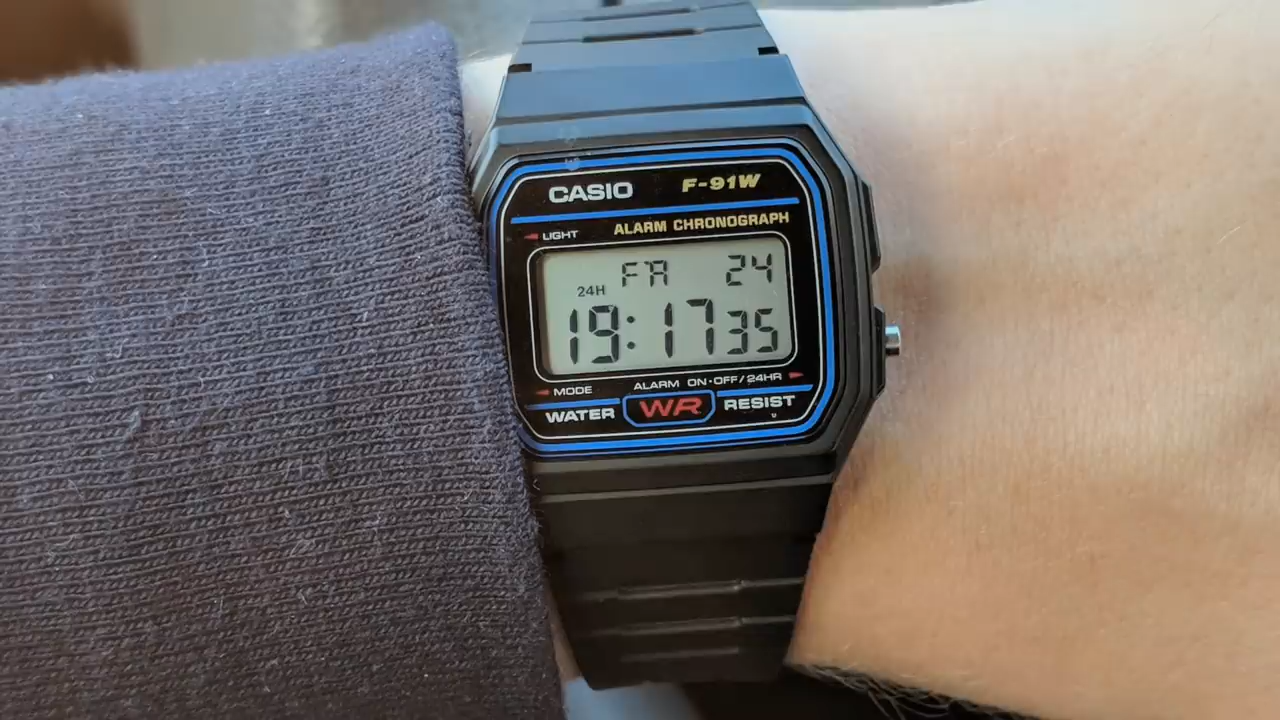 CASIO F-91W
LIGHT ALARM CHRONOGRAPH
FR 24
24H
19:17 35
MODE ALARM ON·OFF/24HR
WATER WR RESIST